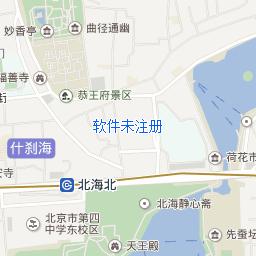 妙香亭
曲径通幽
福善寺
街
恭王府景区
软件未注册
什刹海
荷花市
安寺
北海北
北海静心斋
北京市第四
中学东校区
先蚕坛
天王殿